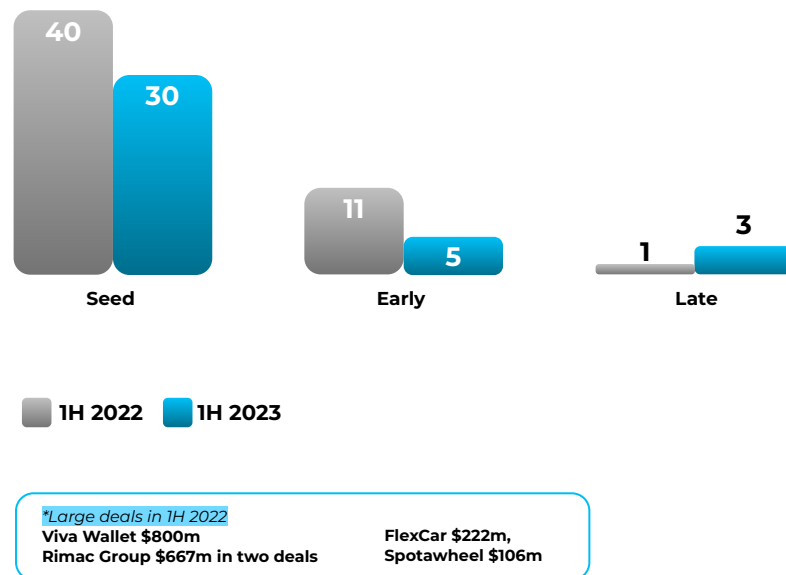 40
30
11
5
1
3
Seed
Early
Late
1H 2022
1H 2023
*Large deals in 1H 2022
Viva Wallet $800m
Rimac Group $667m in two deals
FlexCar $222m,
Spotawheel $106m